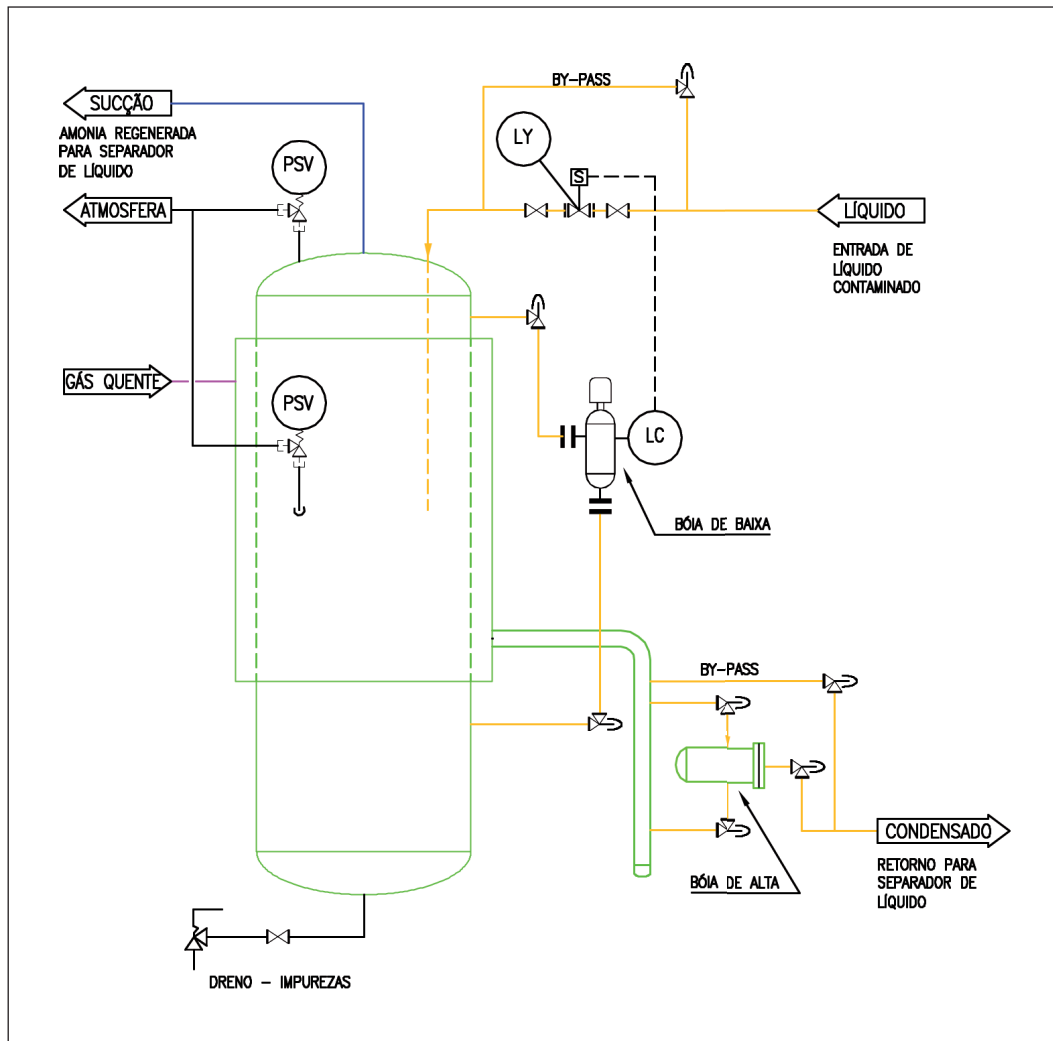 BY-PASS
SUCÇÃO
AMONIA REGENERADA
PARA SEPARADOR
DE LÍQUIDO
PSV
LY
S
ATMOSFERA
LÍQUIDO
ENTRADA DE
LÍQUIDO
CONTAMINADO
GÁS QUENTE
PSV
LC
BÓIA DE BAIXA
BY-PASS
CONDENSADO
RETORNO PARA
SEPARADOR DE
LÍQUIDO
BÓIA DE ALTA
DRENO - IMPUREZAS